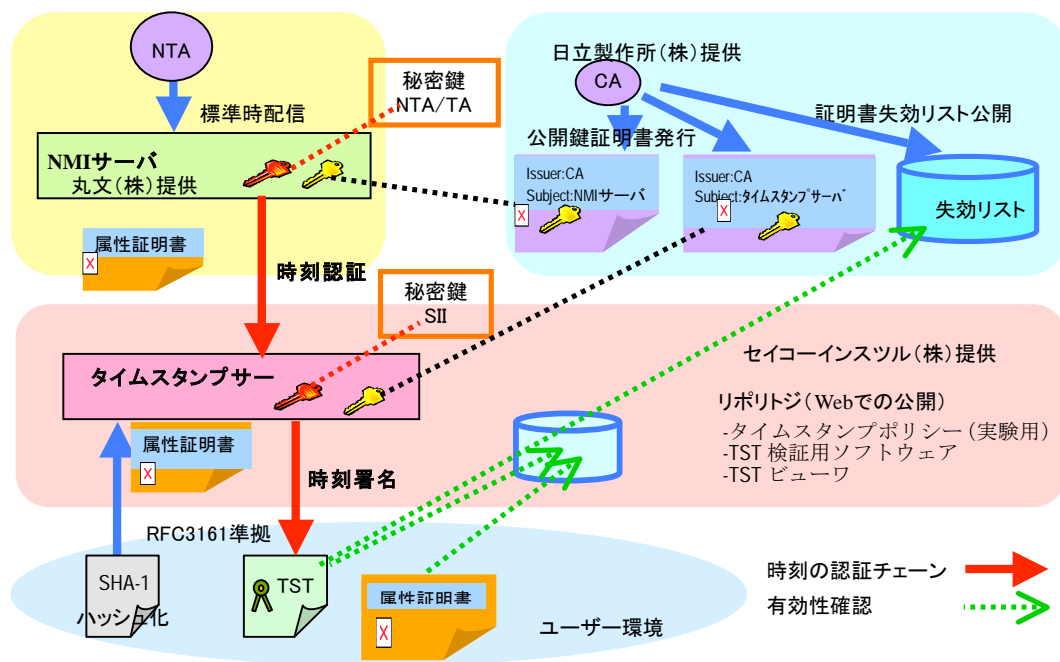 NTA
標準時配信
秘密鍵
NTA/TA
NMIサーバ
丸文(株)提供
属性証明書
時刻認証
日立製作所(株)提供
CA
証明書失効リスト公開
公開鍵証明書発行
Issuer:CA
Subject:NMIサーバ
Issuer:CA
Subject:タイムスタンプサーバ
失効リスト
秘密鍵
SII
タイムスタンプサー
属性証明書
時刻署名
セイコーインスツル(株)提供
リポリトジ(Webでの公開)
-タイムスタンプポリシー(実験用)
-TST 検証用ソフトウェア
-TST ビューワ
RFC3161準拠
SHA-1
ハッシュ化
TST
属性証明書
ユーザー環境
時刻の認証チェーン
有効性確認